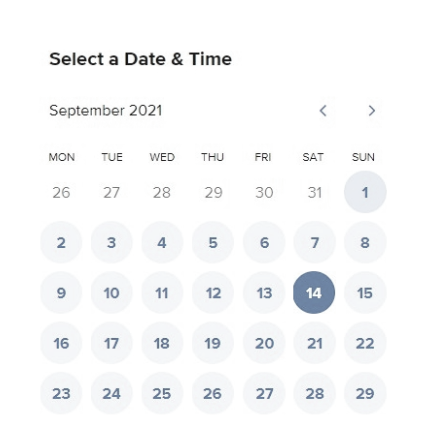 Select a Date & Time
September 2021
MON TUE WED THU FRI SAT SUN
26 27 28 29 30 31 1
2 3 4 5 6 7 8
9 10 11 12 13 14 15
16 17 18 19 20 21 22
23 24 25 26 27 28 29